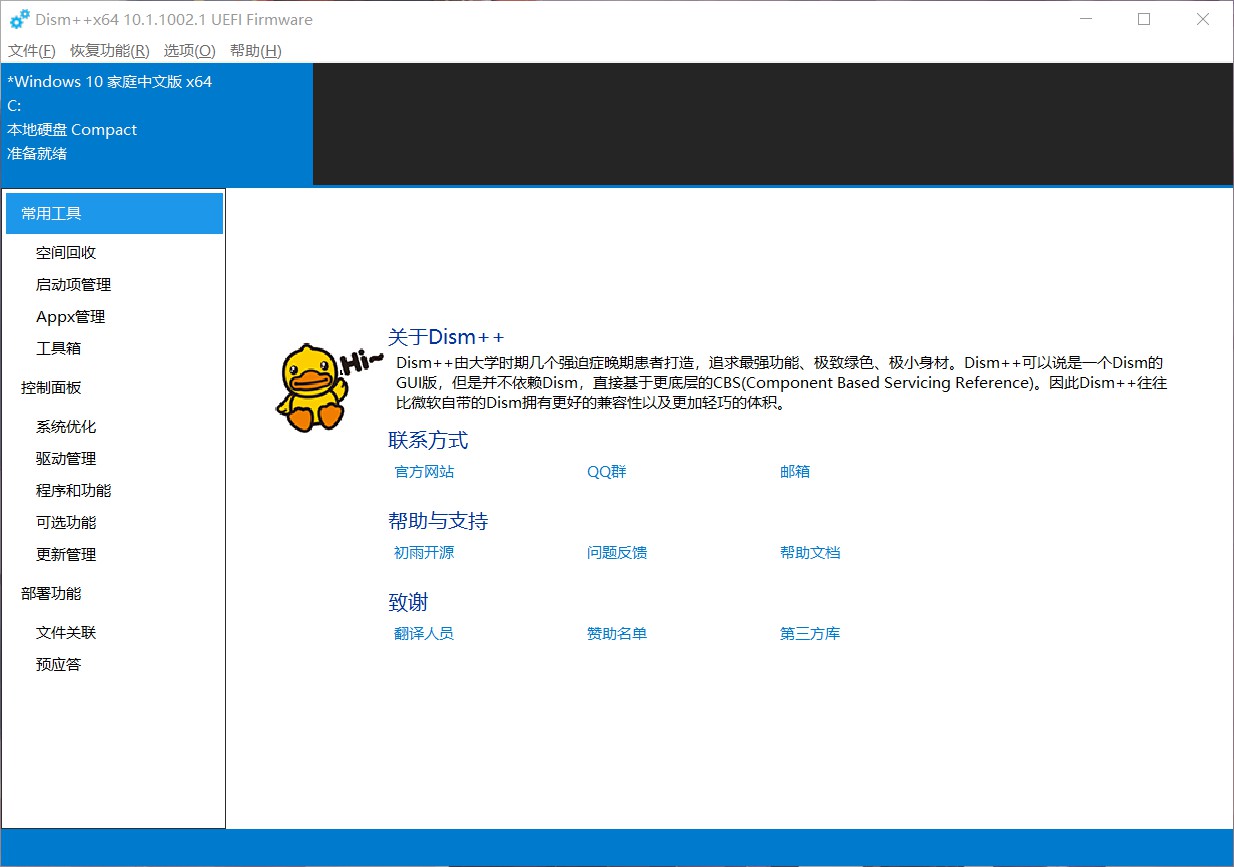 Dism++x64 10.1.1002.1 UEFI Firmware
文件(F) 恢复功能(R) 选项(O) 帮助(H)
*Windows 10 家庭中文版 x64
C:
本地硬盘 Compact
准备就绪
常用工具
空间回收
启动项管理
Appx管理
工具箱
控制面板
系统优化
驱动管理
程序和功能
可选功能
更新管理
部署功能
文件关联
预应答
Hi~
关于Dism++
Dism++由大学时期几个强迫症晚期患者打造，追求最强功能、极致绿色、极小身材。Dism++可以说是一个Dism的
GUI版，但是并不依赖Dism，直接基于更底层的CBS(Component Based Servicing Reference)。因此Dism++往往
比微软自带的Dism拥有更好的兼容性以及更加轻巧的体积。
联系方式
官方网站 QQ群 邮箱
帮助与支持
初雨开源 问题反馈 帮助文档
致谢
翻译人员 赞助名单 第三方库